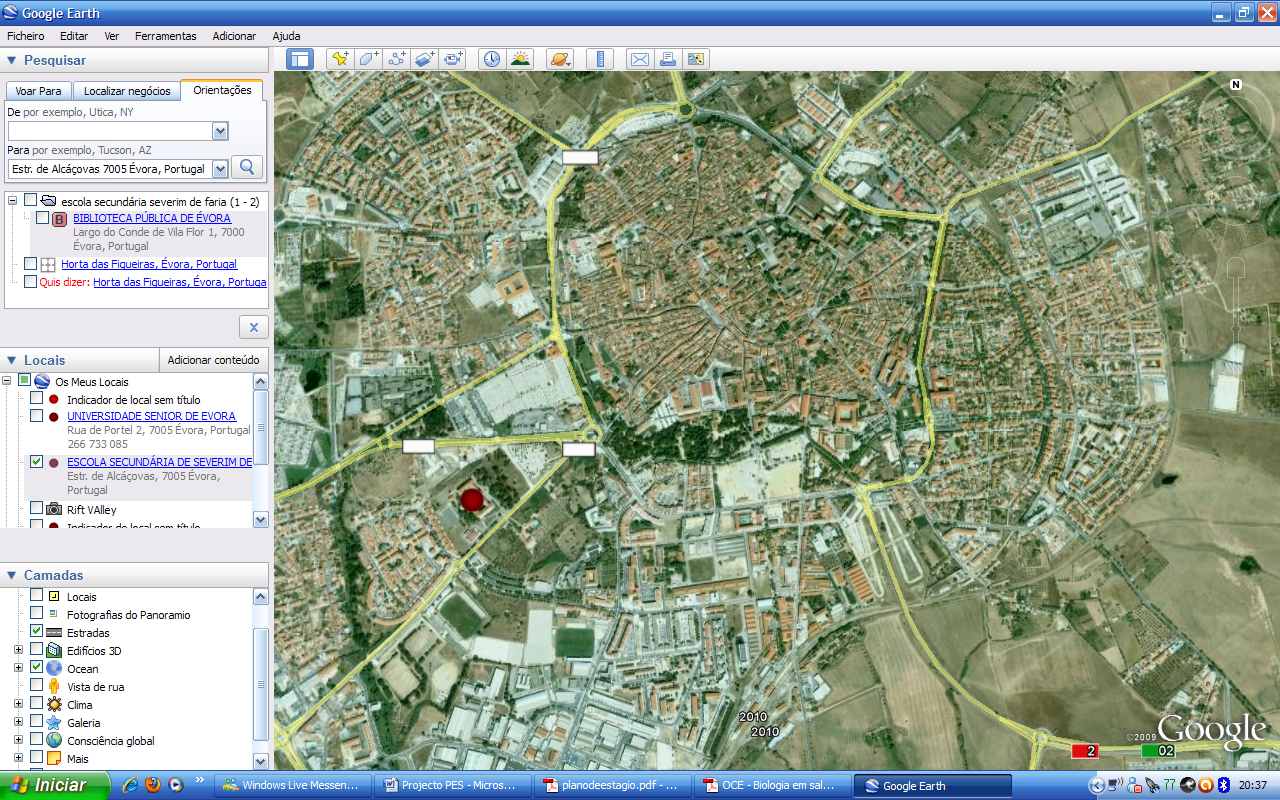 Google Earth
Ficheiro Editar Ver Ferramentas Adicionar Ajuda
Pesquisar
Voar Para Localizar negócios Orientações
De por exemplo, Utica, NY
Para por exemplo, Tucson, AZ
Estr. de Alcáçovas 7005 Évora, Portugal
escola secundária severim de faria (1 - 2)
B BIBLIOTECA PÚBLICA DE ÉVORA
Largo do Conde de Vila Flor 1, 7000
Évora, Portugal
Horta das Figueiras, Évora, Portugal
Quis dizer: Horta das Figueiras, Évora, Portuga
Locais Adicionar conteúdo
Os Meus Locais
Indicador de local sem título
UNIVERSIDADE SENIOR DE EVORA
Rua de Portel 2, 7005 Évora, Portugal
266 733 085
ESCOLA SECUNDÁRIA DE SEVERIM DE
Estr. de Alcáçovas, 7005 Évora,
Portugal
Rift VAlley
Indicador de local sem título
Camadas
Locais
Fotografias do Panoramio
Estradas
Edifícios 3D
Ocean
Vista de rua
Clima
Galeria
Consciência global
Mais
N
2010
2010
©2009 Google
2 02
Iniciar
Windows Live Messen...
Projecto PES - Micros...
planodeestagio.pdf - ...
OCE - Biologia em sal...
Google Earth
20:37